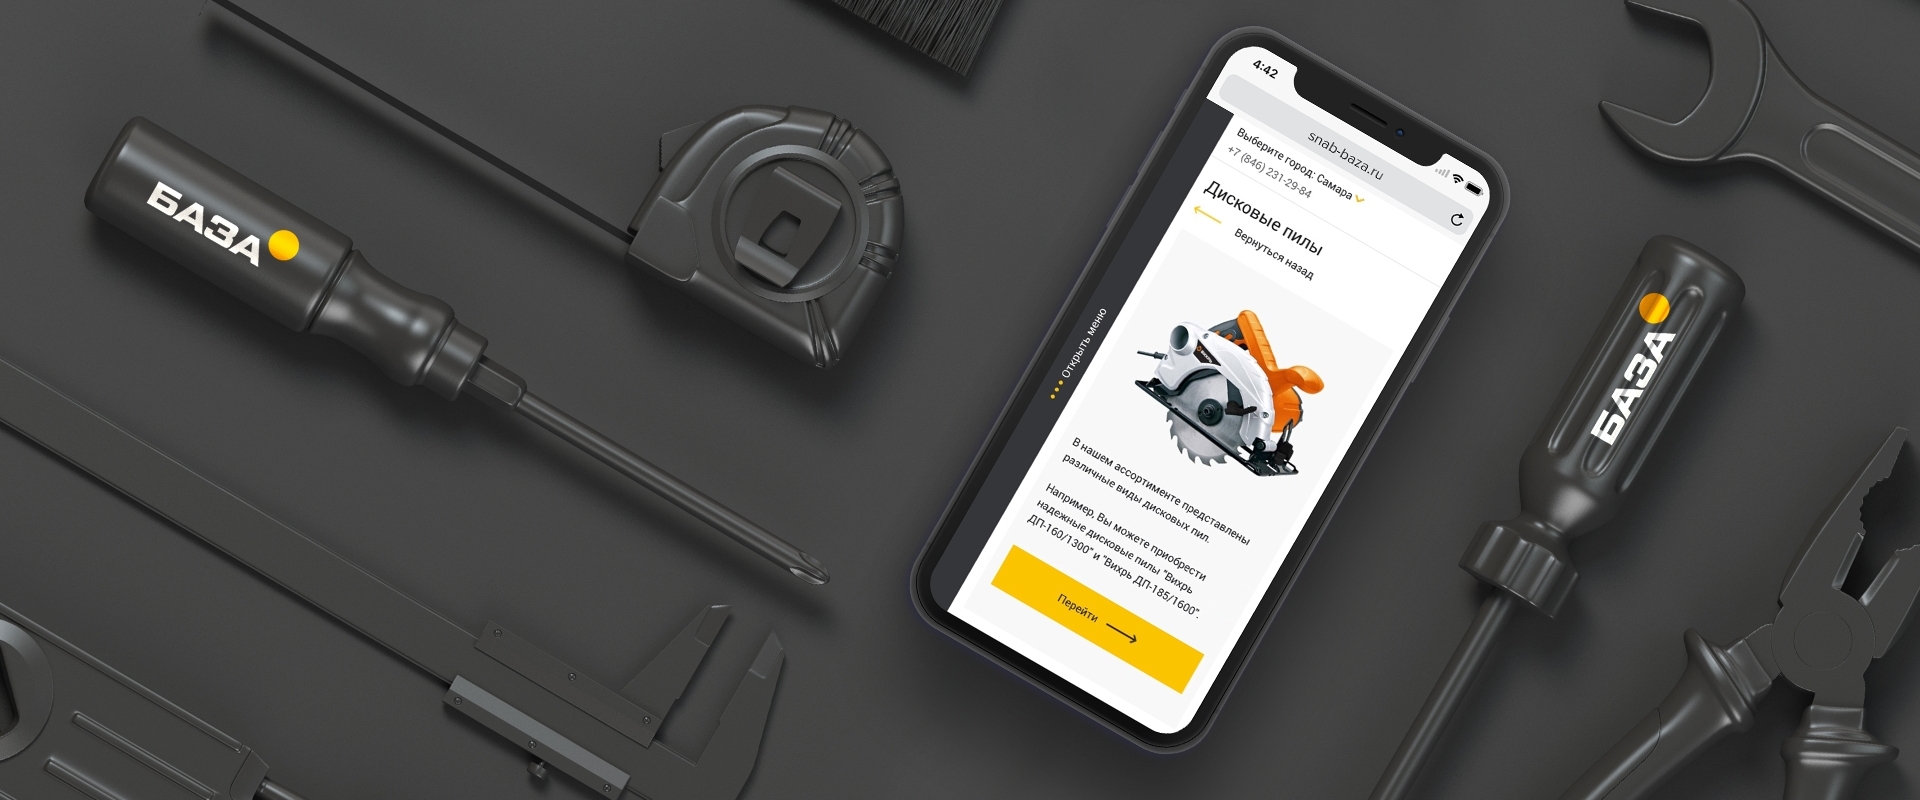 БАЗА
4:42
snab-baza.ru
Выберите город: Самара
+7 (846) 231-29-84
Дисковые пилы
Вернуться назад
Открыть меню
В нашем ассортименте представлены
различные виды дисковых пил.
Например, Вы можете приобрести
надежные дисковые пилы "Вихрь
ДП-160/1300" и "Вихрь ДП-185/1600".
Перейти
БАЗА